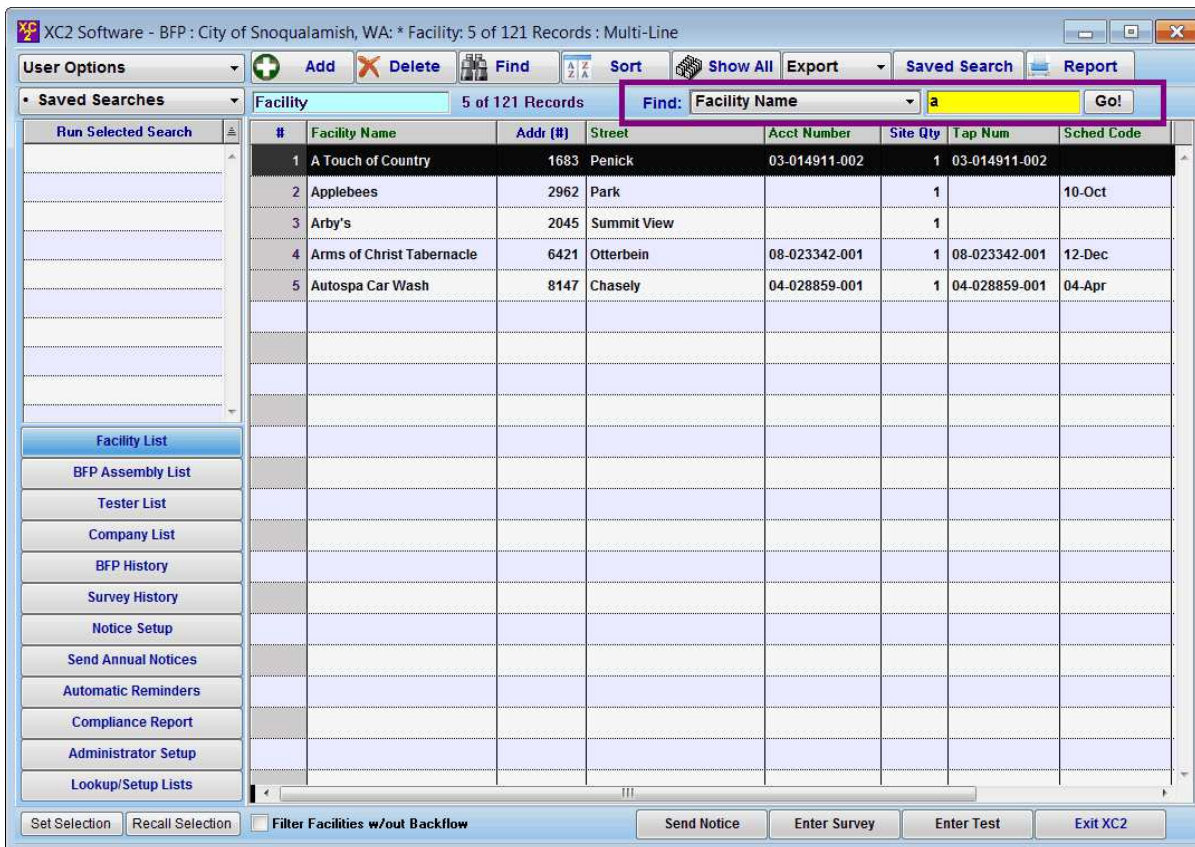 XC2 Software - BFP : City of Snoqualamish, WA: * Facility: 5 of 121 Records : Multi-Line
User Options Add Delete Find Sort Show All Export Saved Search Report
• Saved Searches Facility 5 of 121 Records Find: Facility Name a Go!
Run Selected Search
# Facility Name Addr (#) Street Acct Number Site Qty Tap Num Sched Code
1 A Touch of Country 1683 Penick 03-014911-002 1 03-014911-002
2 Applebees 2962 Park 1 10-Oct
3 Arby's 2045 Summit View 1
4 Arms of Christ Tabernacle 6421 Otterbein 08-023342-001 1 08-023342-001 12-Dec
5 Autospa Car Wash 8147 Chasely 04-028859-001 1 04-028859-001 04-Apr
Facility List
BFP Assembly List
Tester List
Company List
BFP History
Survey History
Notice Setup
Send Annual Notices
Automatic Reminders
Compliance Report
Administrator Setup
Lookup/Setup Lists
Set Selection Recall Selection Filter Facilities w/out Backflow Send Notice Enter Survey Enter Test Exit XC2